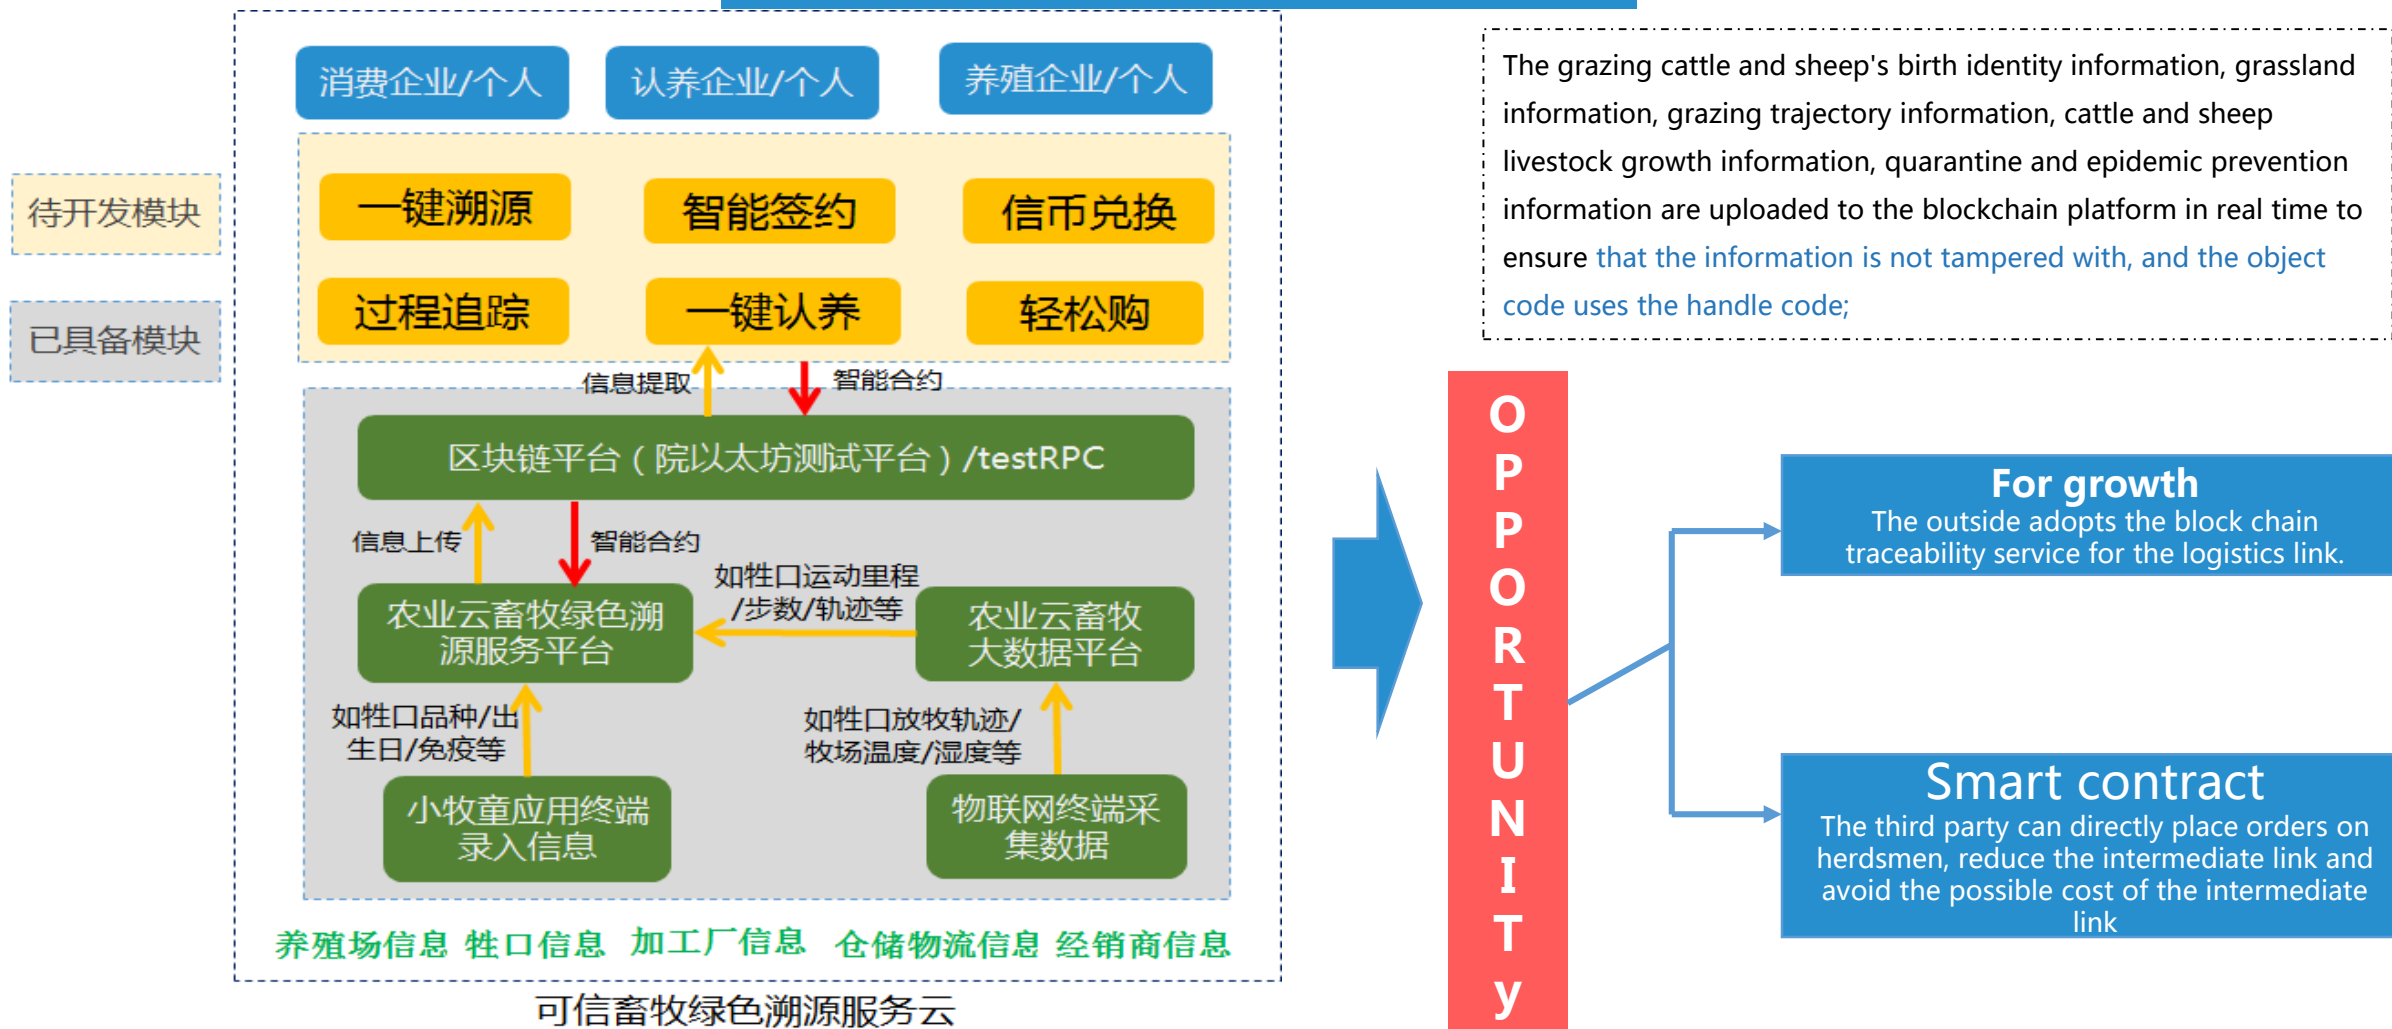 消费企业/个人
认养企业/个人
养殖企业/个人
待开发模块
已具备模块
一键溯源
智能签约
信币兑换
过程追踪
一键认养
轻松购
信息提取
智能合约
区块链平台（院以太坊测试平台）/testRPC
信息上传
智能合约
如牲口运动里程
/步数/轨迹等
农业云畜牧绿色溯
源服务平台
农业云畜牧
大数据平台
如牲口品种/出
生日/免疫等
如牲口放牧轨迹/
牧场温度/湿度等
小牧童应用终端
录入信息
物联网终端采
集数据
养殖场信息 牲口信息 加工厂信息 仓储物流信息 经销商信息
可信畜牧绿色溯源服务云
The grazing cattle and sheep's birth identity information, grassland
information, grazing trajectory information, cattle and sheep
livestock growth information, quarantine and epidemic prevention
information are uploaded to the blockchain platform in real time to
ensure that the information is not tampered with, and the object
code uses the handle code;
O
P
P
O
R
T
U
N
I
T
y
For growth
The outside adopts the block chain
traceability service for the logistics link.
Smart contract
The third party can directly place orders on
herdsmen, reduce the intermediate link and
avoid the possible cost of the intermediate
link